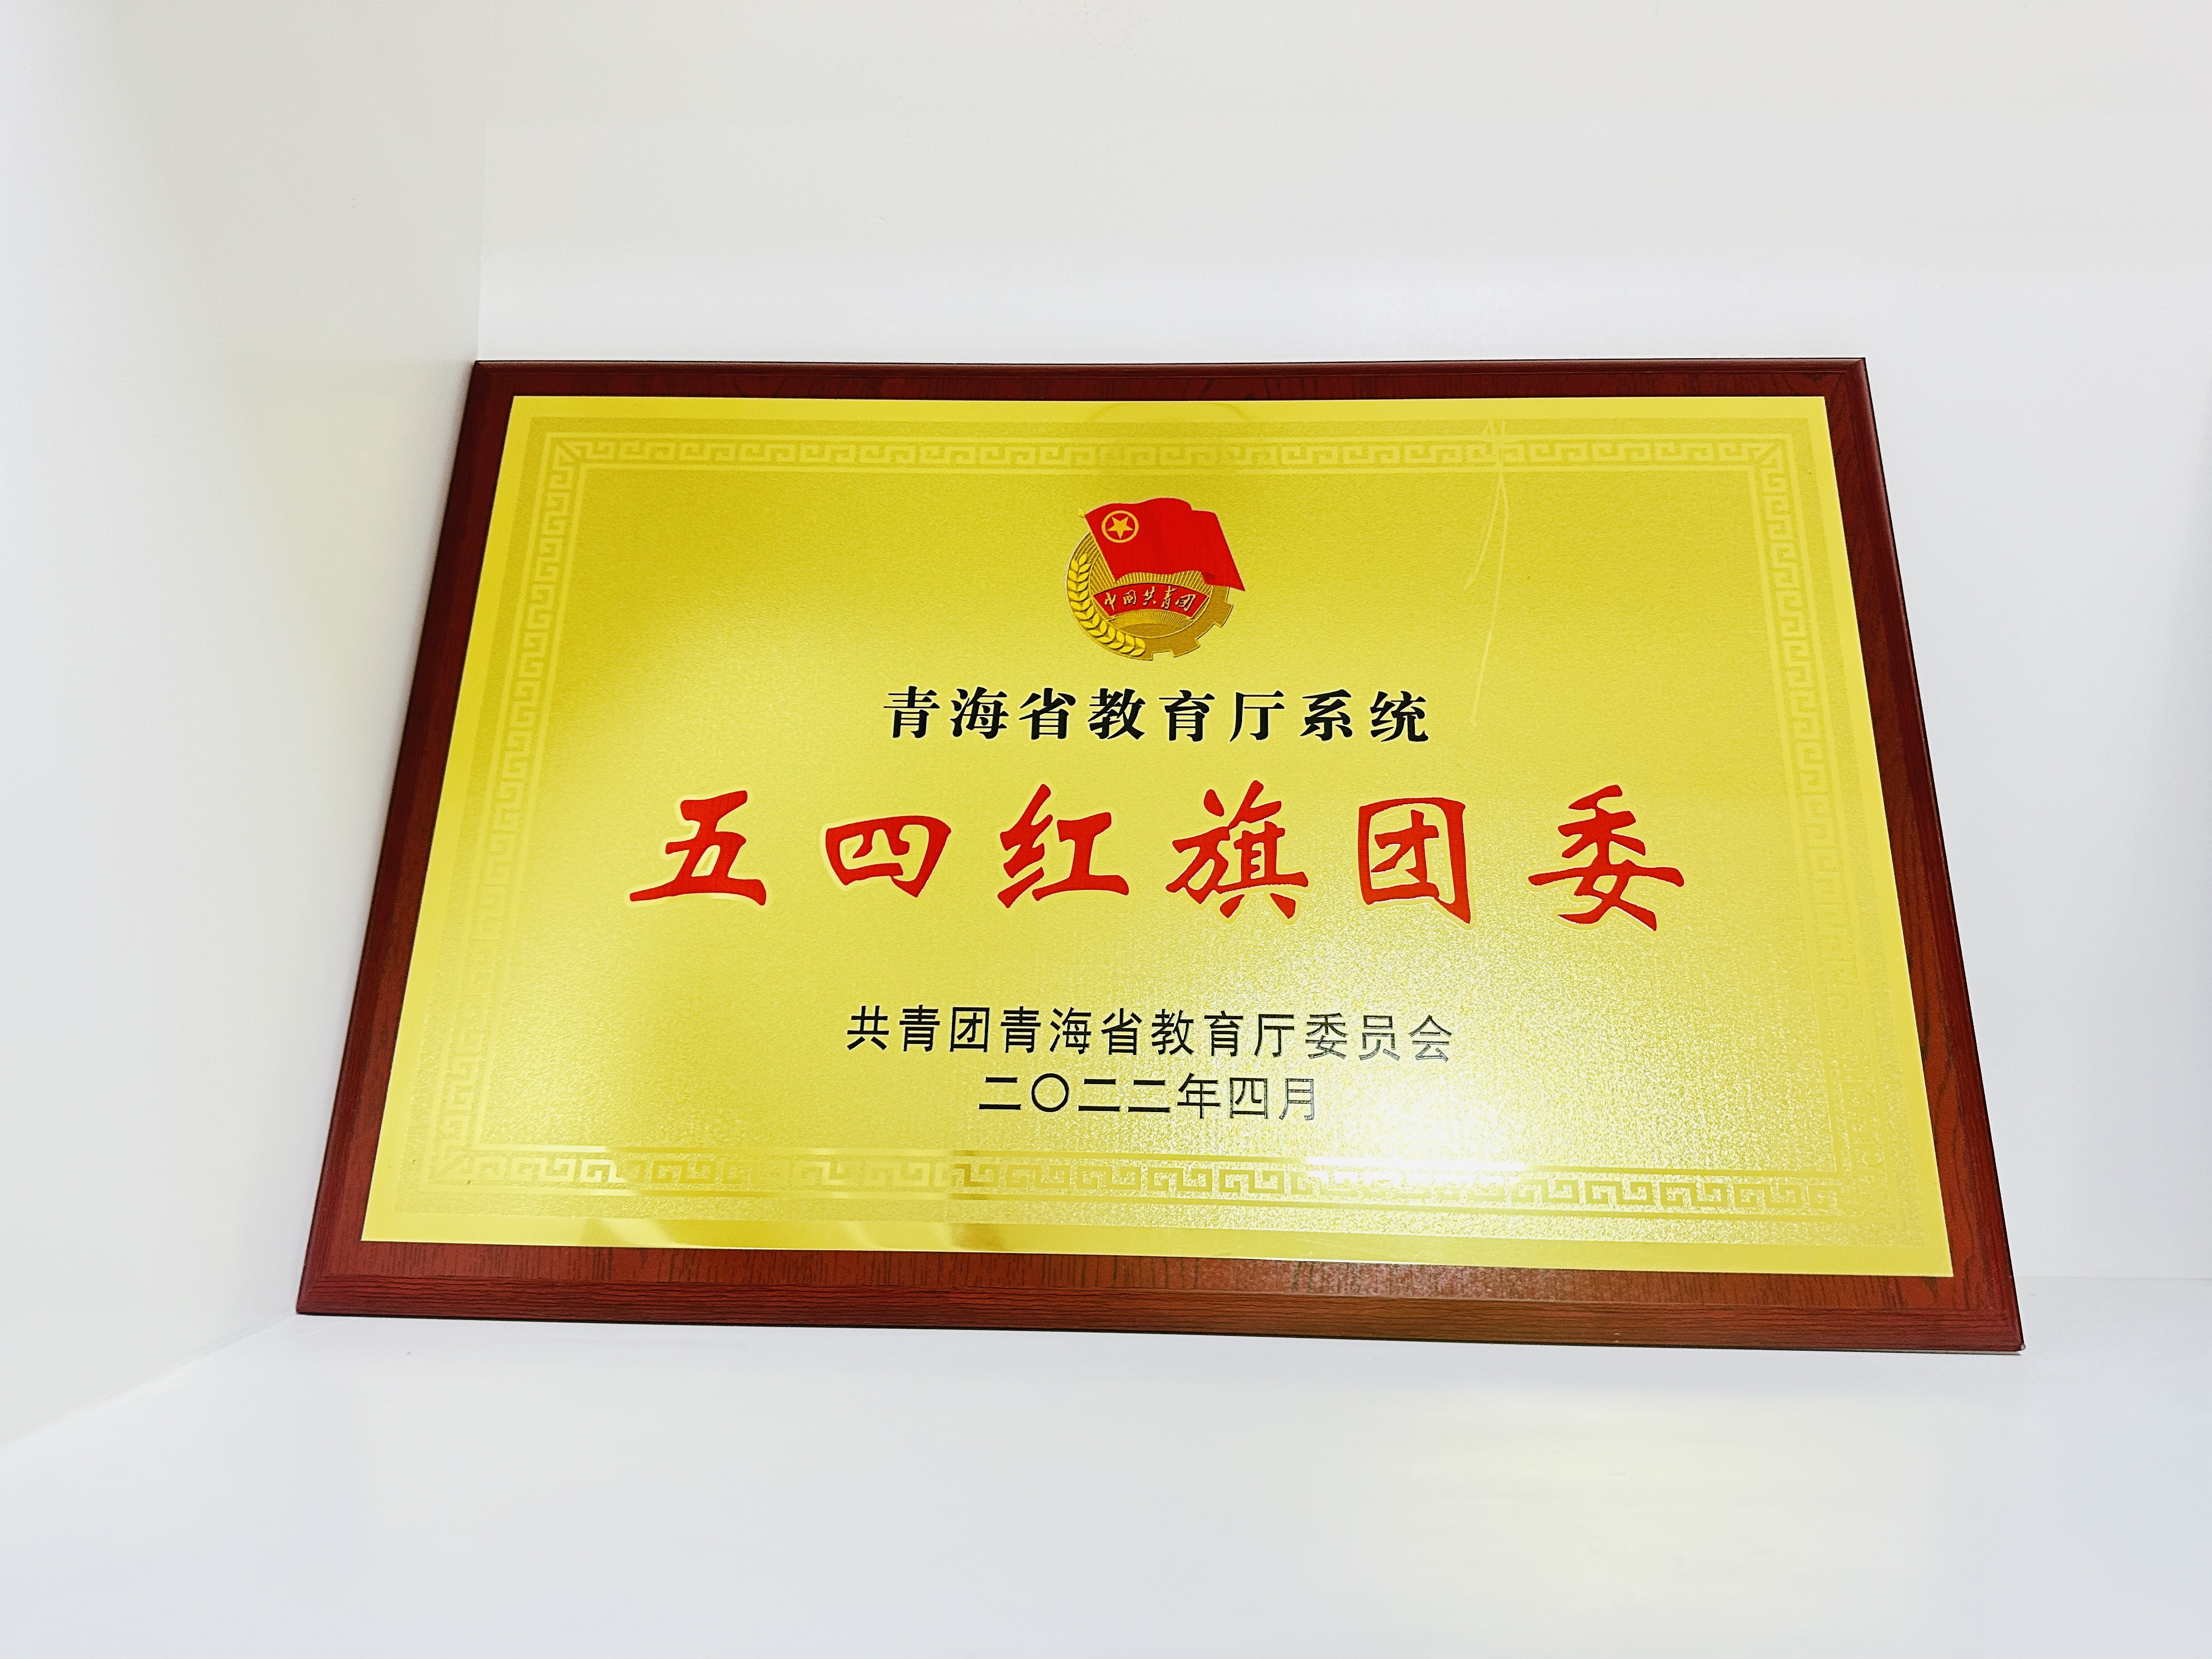 中国共青团
青海省教育厅系统
五四红旗团委
共青团青海省教育厅委员会
二〇二二年四月